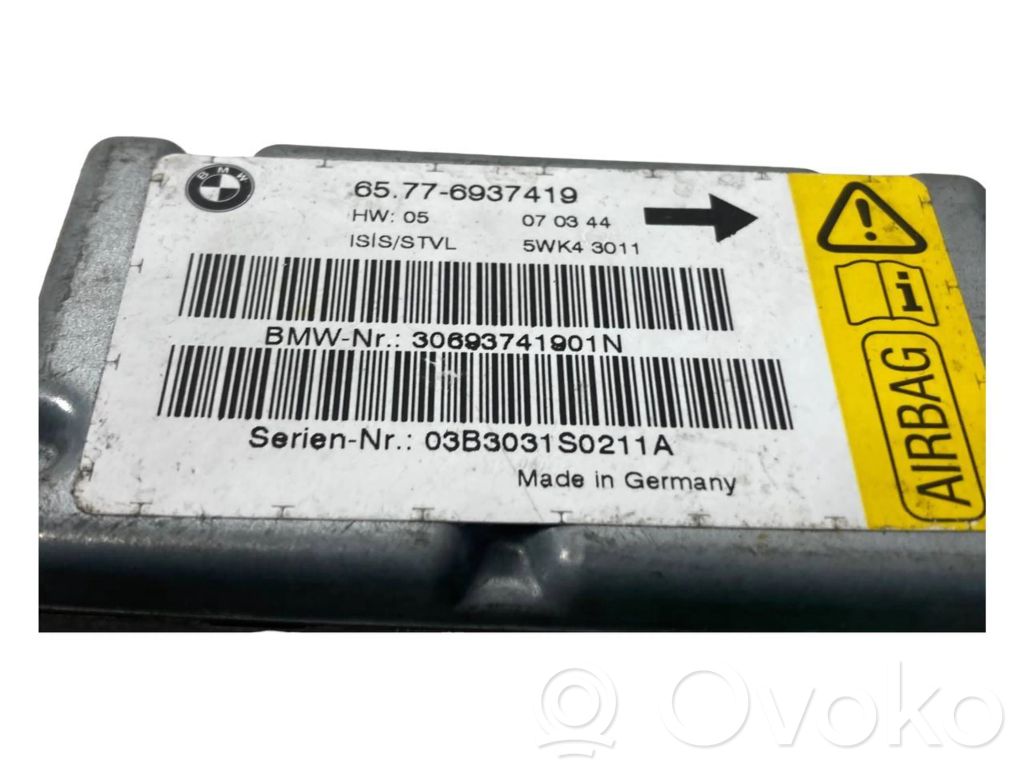 BMW
65.77-6937419
HW: 05 07 03 44
ISIS/STVL 5WK4 3011
BMW-Nr.: 30693741901N
Serien-Nr.: 03B3031S0211A
Made in Germany
!
i
AIRBAG
Ovoko